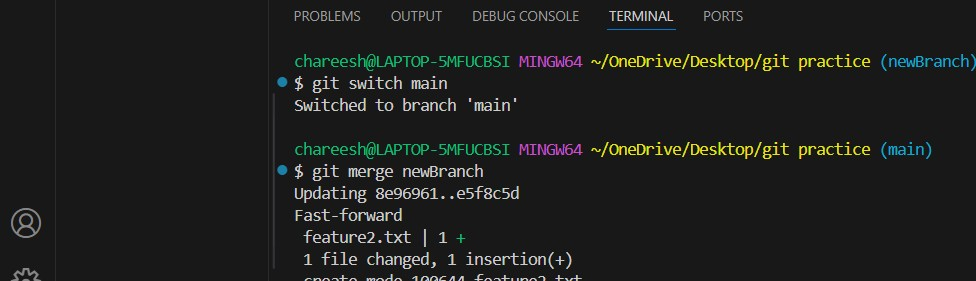 PROBLEMS OUTPUT DEBUG CONSOLE TERMINAL PORTS
chareesh@LAPTOP-5MFUCBSI MINGW64 ~/OneDrive/Desktop/git practice (newBranch)
$ git switch main
Switched to branch 'main'
chareesh@LAPTOP-5MFUCBSI MINGW64 ~/OneDrive/Desktop/git practice (main)
$ git merge newBranch
Updating 8e96961..e5f8c5d
Fast-forward
feature2.txt | 1 +
1 file changed, 1 insertion(+)
create mode 100644 feature2.txt